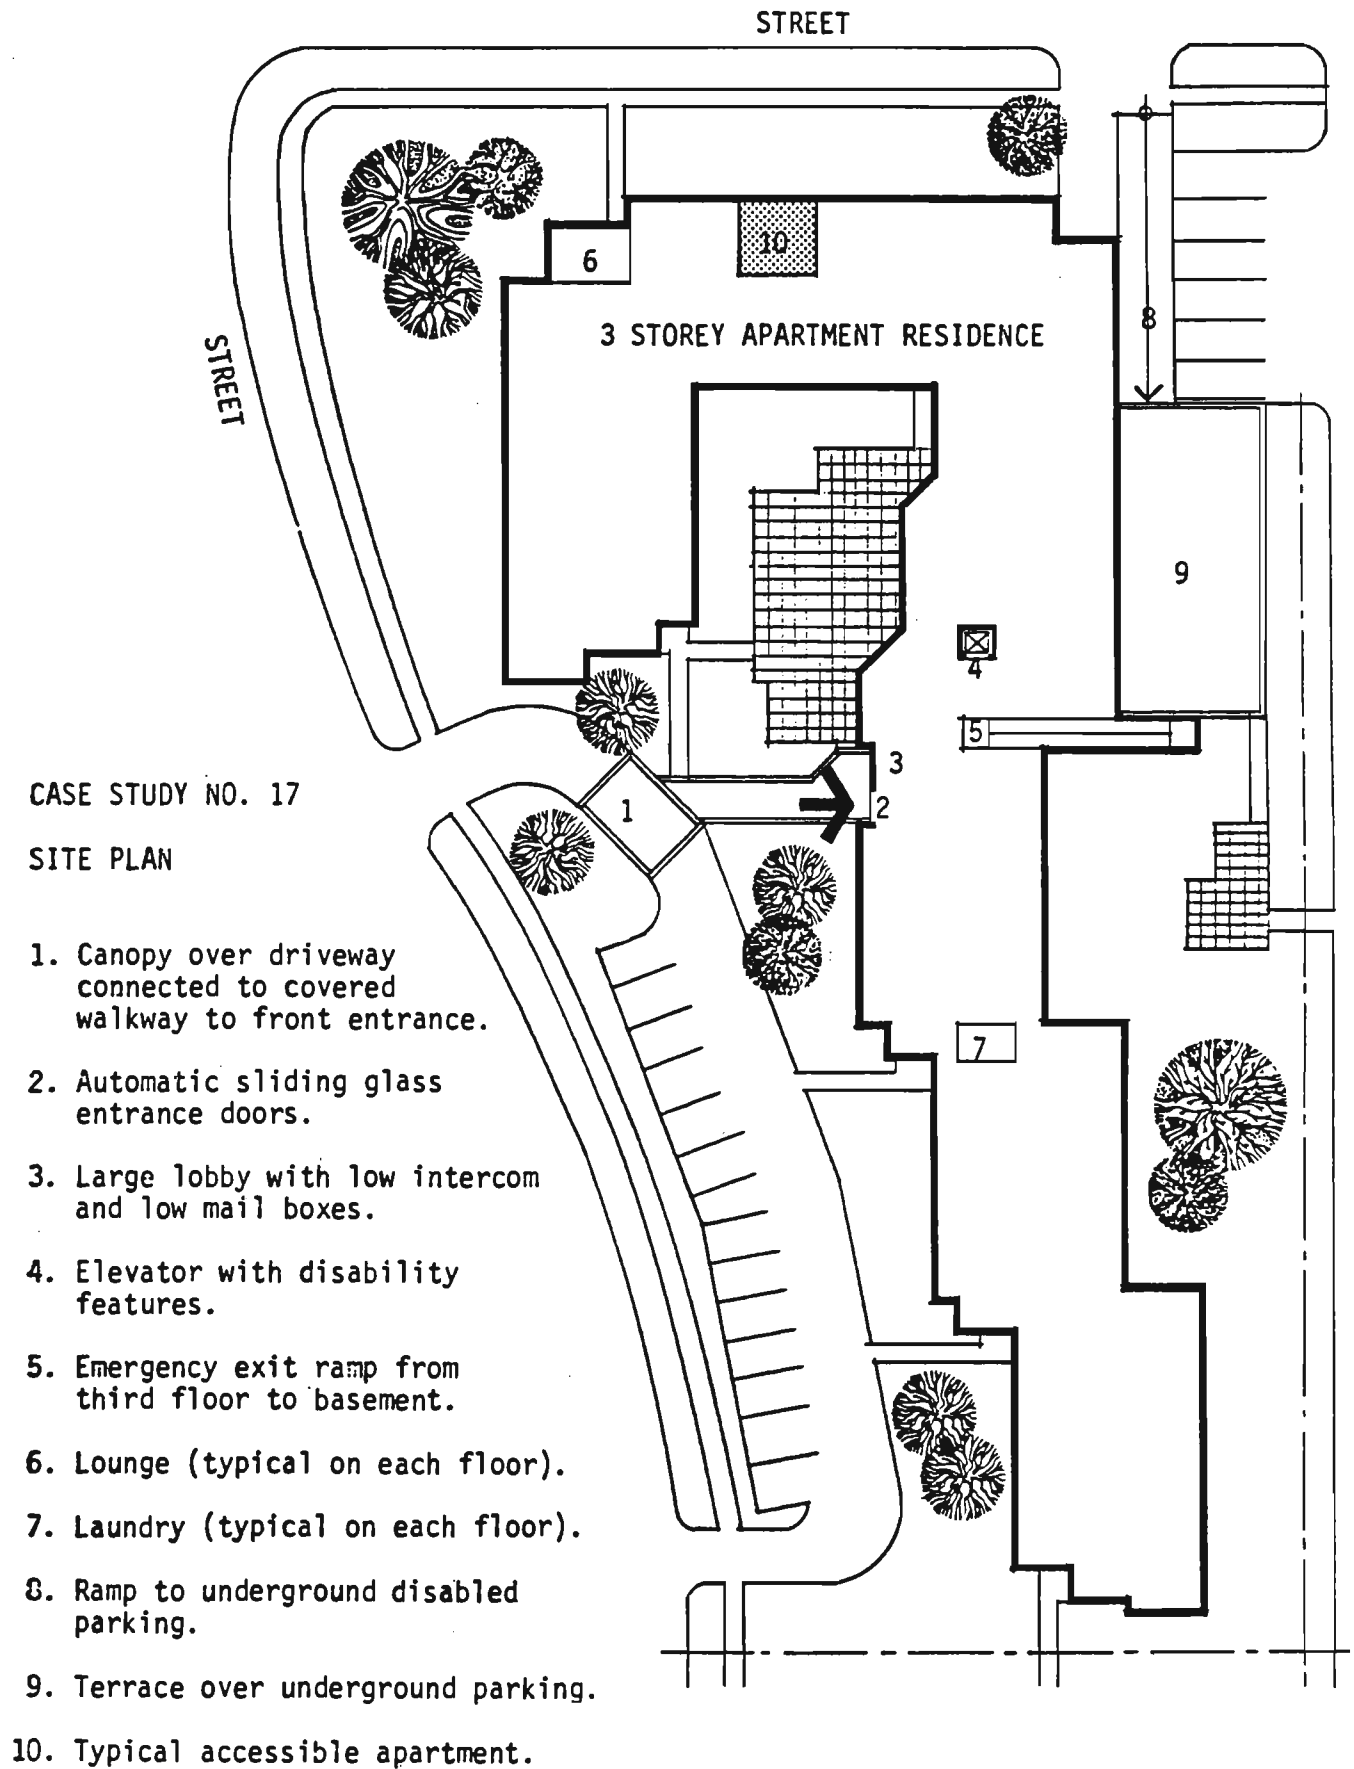 STREET
10
6
8
3 STOREY APARTMENT RESIDENCE
STREET
9
4
5
3
1
2
7
CASE STUDY NO. 17
SITE PLAN
1. Canopy over driveway
connected to covered
walkway to front entrance.
2. Automatic sliding glass
entrance doors.
3. Large lobby with low intercom
and low mail boxes.
4. Elevator with disability
features.
5. Emergency exit ramp from
third floor to basement.
6. Lounge (typical on each floor).
7. Laundry (typical on each floor).
8. Ramp to underground disabled
parking.
9. Terrace over underground parking.
10. Typical accessible apartment.